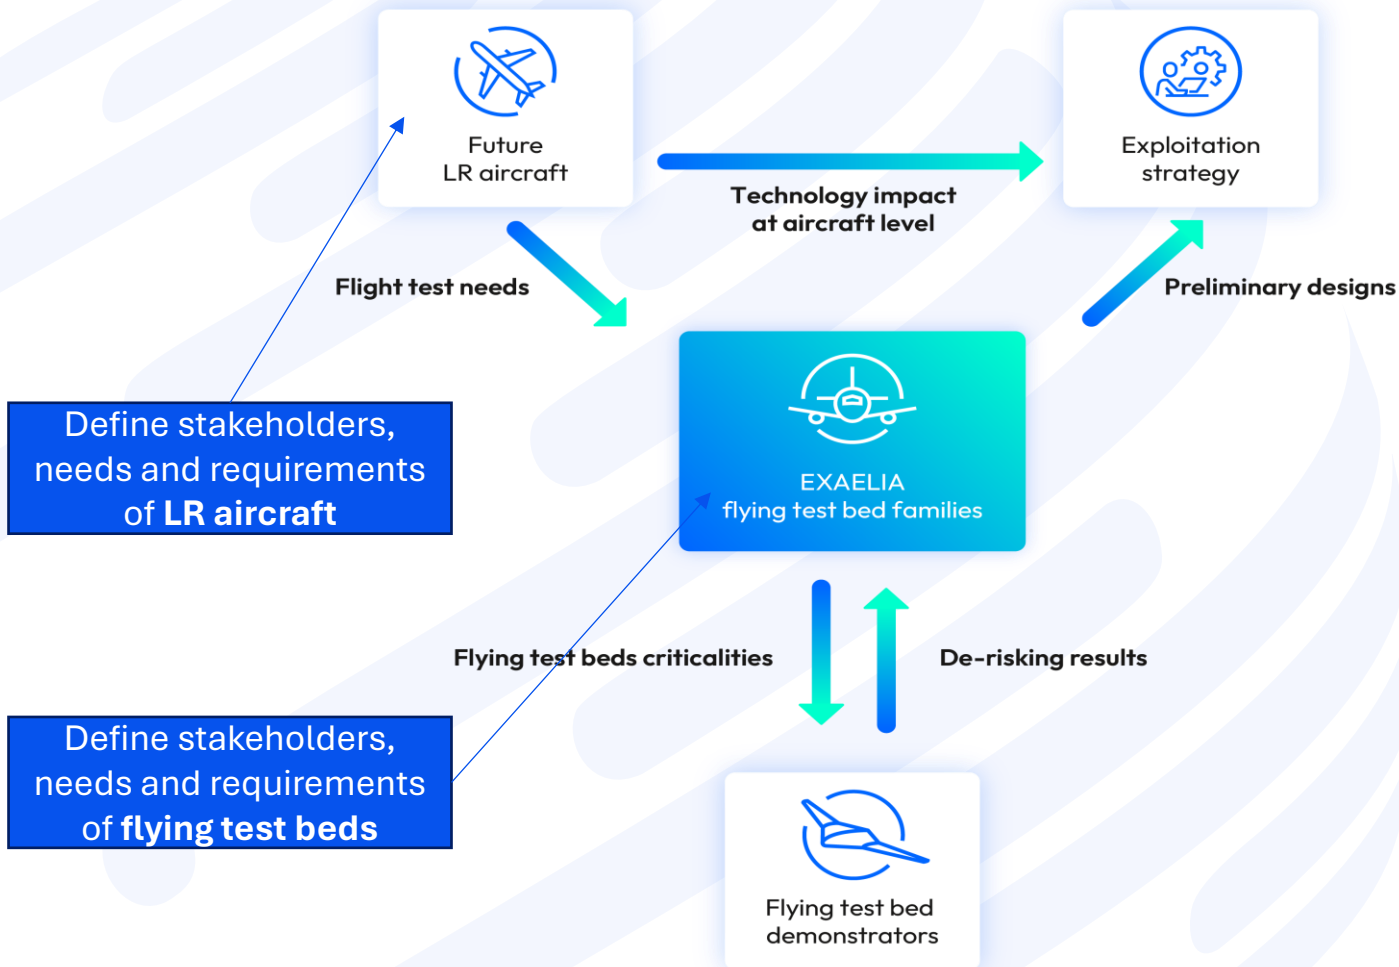 Future
LR aircraft
Exploitation
strategy
Technology impact
at aircraft level
Flight test needs
Preliminary designs
Define stakeholders,
needs and requirements
of LR aircraft
EXAELIA
flying test bed families
Flying test beds criticalities
De-risking results
Define stakeholders,
needs and requirements
of flying test beds
Flying test bed
demonstrators